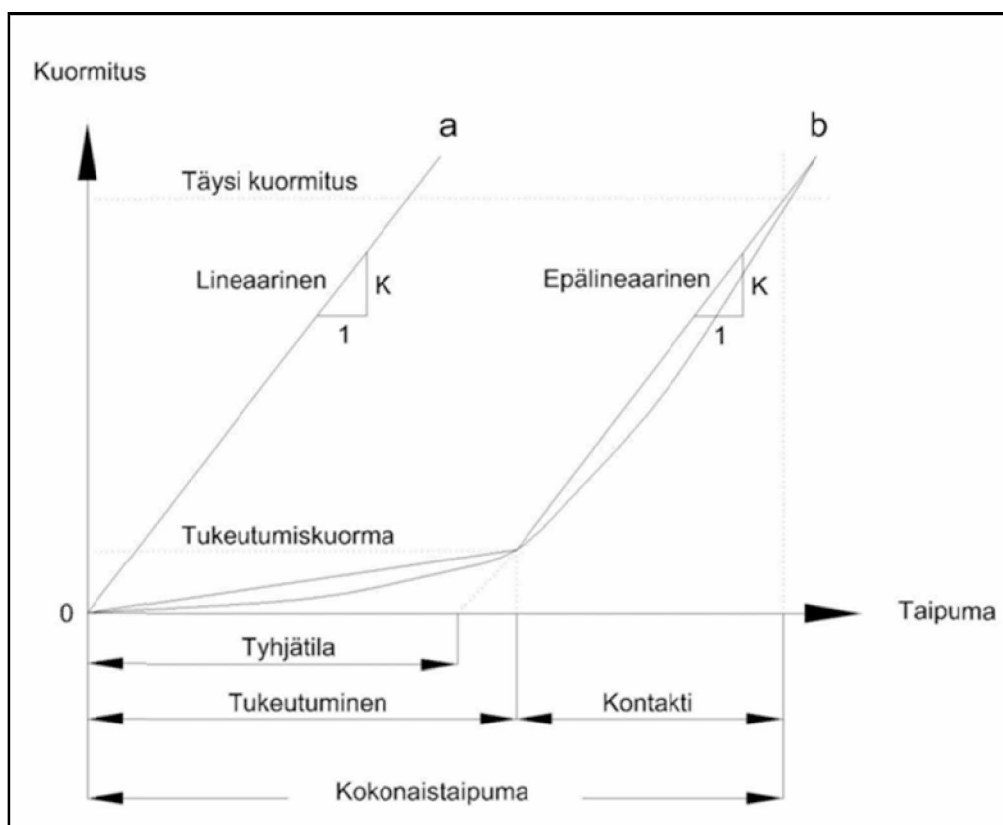 Kuormitus
a
b
Täysi kuormitus
Lineaarinen
K
1
Epälineaarinen
K
1
Tukeutumiskuorma
0
Taipuma
Tyhjätila
Tukeutuminen
Kontakti
Kokonaistaipuma